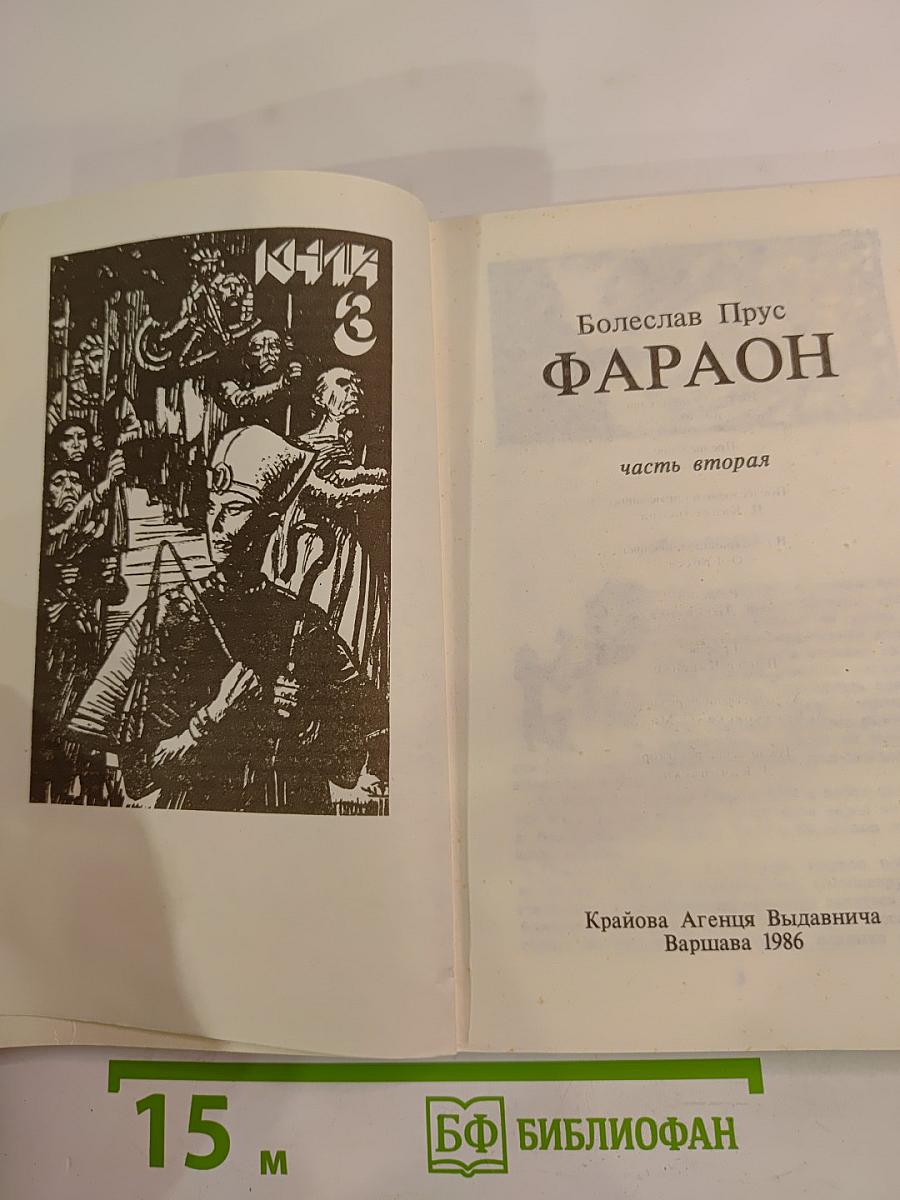 КНИГА
3
Болеслав Прус
ФАРАОН
часть вторая
Крайова Агенця Выдавнича
Варшава 1986
15 м
БФ БИБЛИОФАН